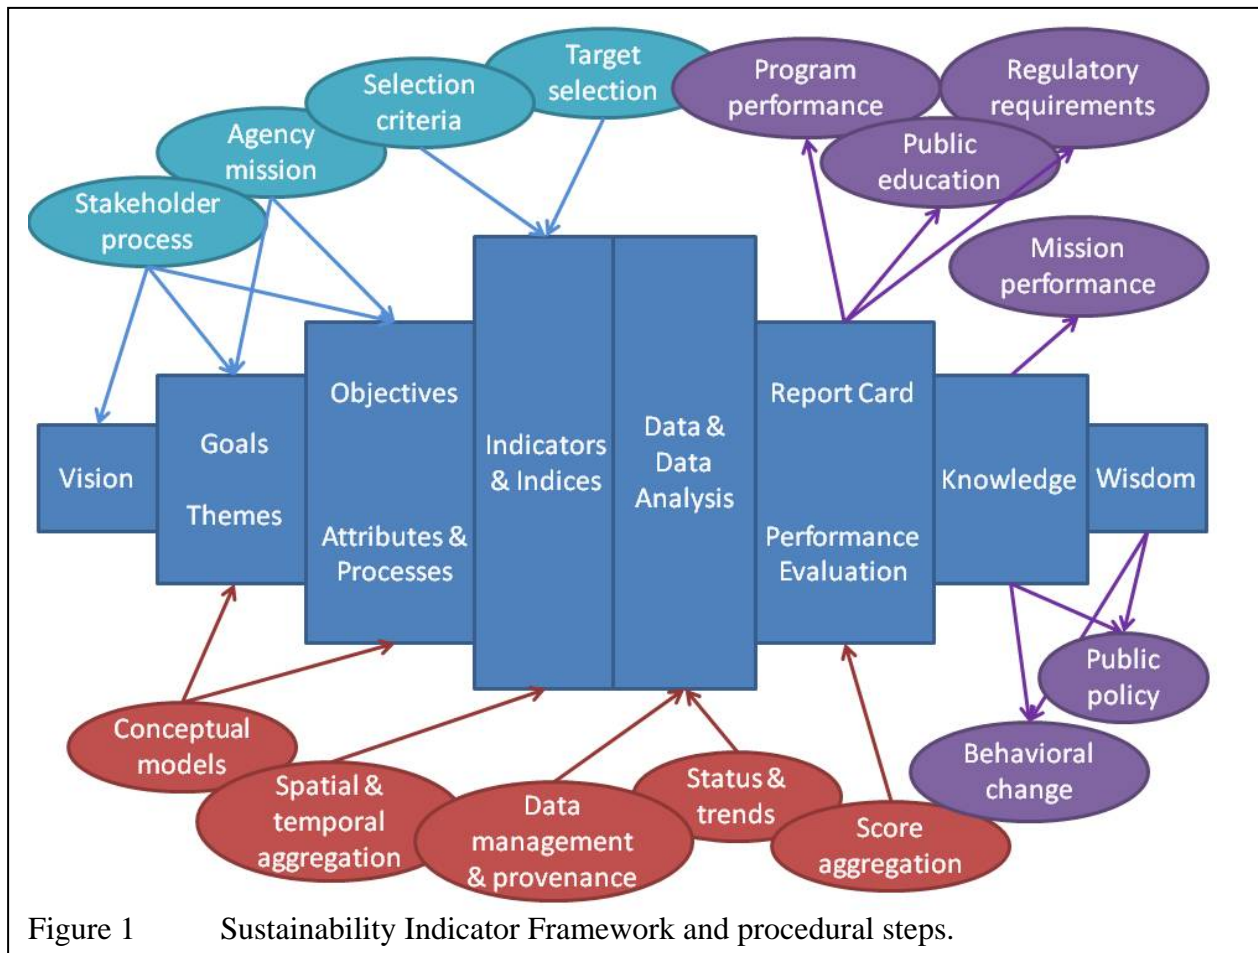 Target
selection
Program
performance
Regulatory
requirements
Selection
criteria
Agency
mission
Public
education
Stakeholder
process
Mission
performance
Vision
Goals
Themes
Objectives
Attributes &
Processes
Indicators
& Indices
Data &
Data
Analysis
Report Card
Performance
Evaluation
Knowledge
Wisdom
Conceptual
models
Spatial &
temporal
aggregation
Data
management
& provenance
Status &
trends
Score
aggregation
Behavioral
change
Public
policy
Figure 1 Sustainability Indicator Framework and procedural steps.